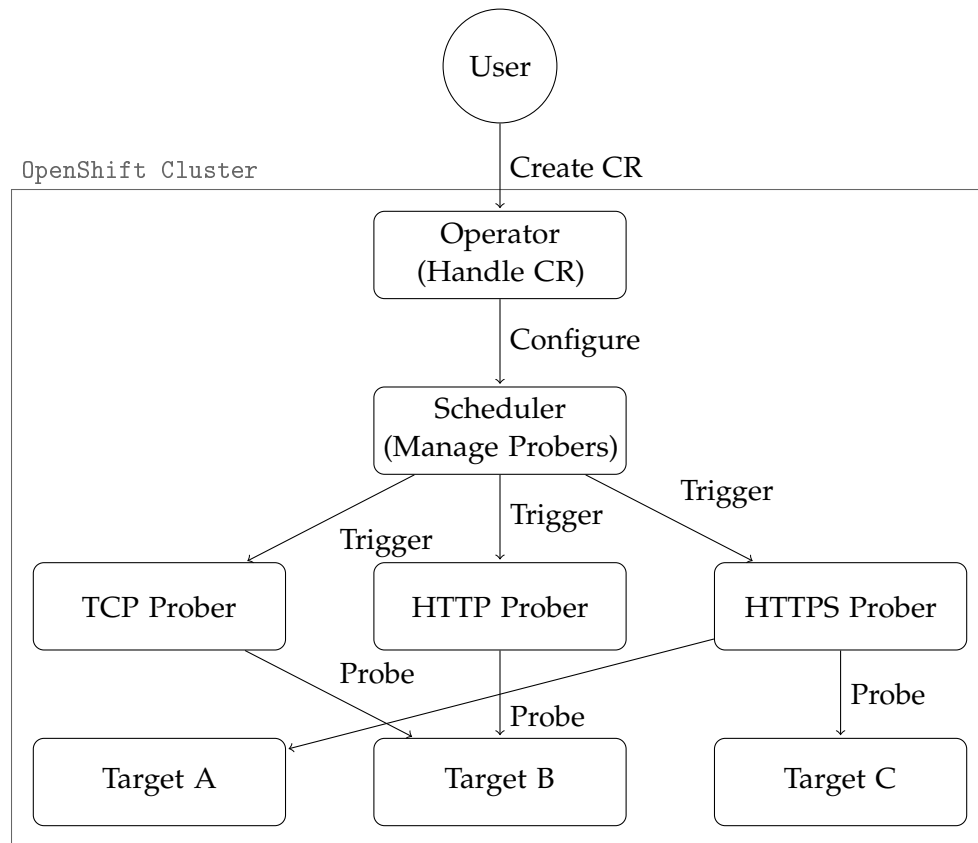 User
OpenShift Cluster
Create CR
Operator
(Handle CR)
Configure
Scheduler
(Manage Probers)
Trigger
Trigger
Trigger
TCP Prober
HTTP Prober
HTTPS Prober
Probe
Probe
Probe
Target A
Target B
Target C